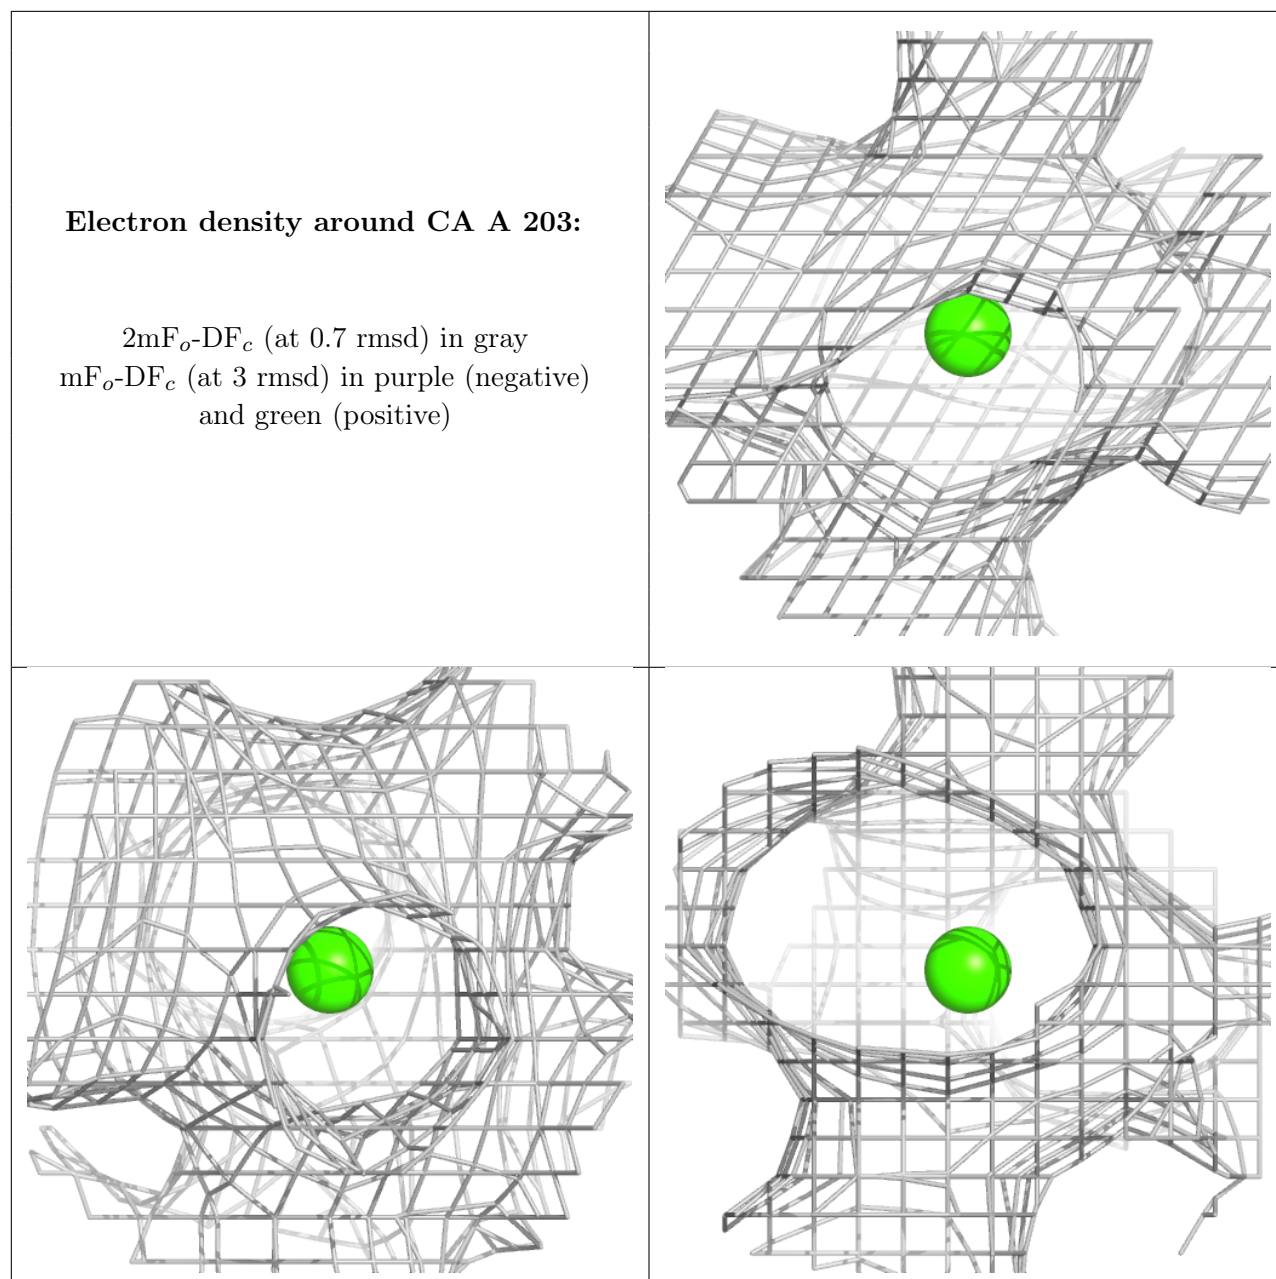 Electron density around CA A 203:
2mFₒ-DF𝒸 (at 0.7 rmsd) in gray
mFₒ-DF𝒸 (at 3 rmsd) in purple (negative)
and green (positive)